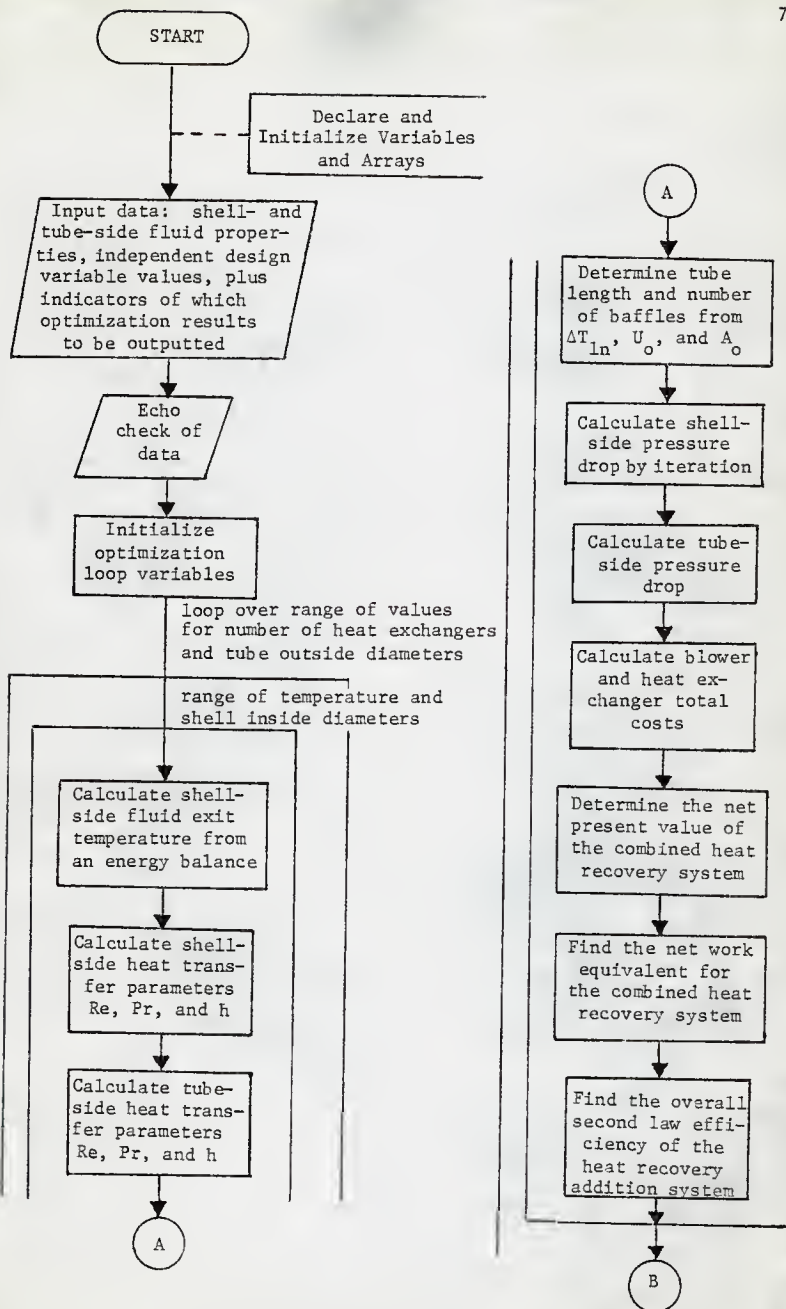 7
START
Declare and
Initialize Variables
and Arrays
Input data: shell- and
tube-side fluid proper-
ties, independent design
variable values, plus
indicators of which
optimization results
to be outputted
Echo
check of
data
Initialize
optimization
loop variables
loop over range of values
for number of heat exchangers
and tube outside diameters
range of temperature and
shell inside diameters
Calculate shell-
side fluid exit
temperature from
an energy balance
Calculate shell-
side heat trans-
fer parameters
Re, Pr, and h
Calculate tube-
side heat trans-
fer parameters
Re, Pr, and h
A
A
Determine tube
length and number
of baffles from
ΔT_ln, U_o, and A_o
Calculate shell-
side pressure
drop by iteration
Calculate tube-
side pressure
drop
Calculate blower
and heat ex-
changer total
costs
Determine the net
present value of
the combined heat
recovery system
Find the net work
equivalent for
the combined heat
recovery system
Find the overall
second law effi-
ciency of the
heat recovery
addition system
B